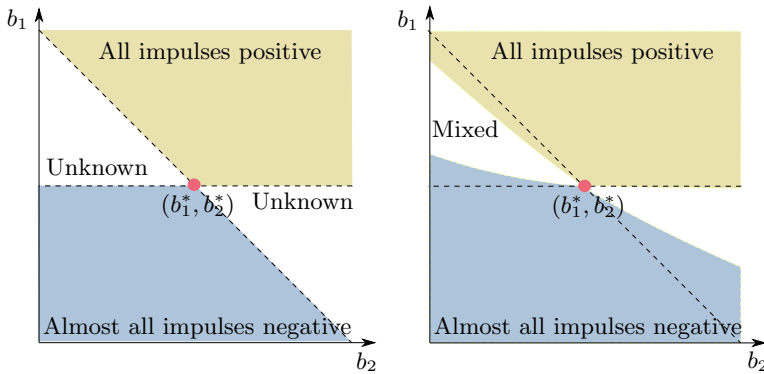 b₁
All impulses positive
Unknown
Unknown
(b₁*, b₂*)
Almost all impulses negative
b₂
b₁
All impulses positive
Mixed
(b₁*, b₂*)
Almost all impulses negative
b₂